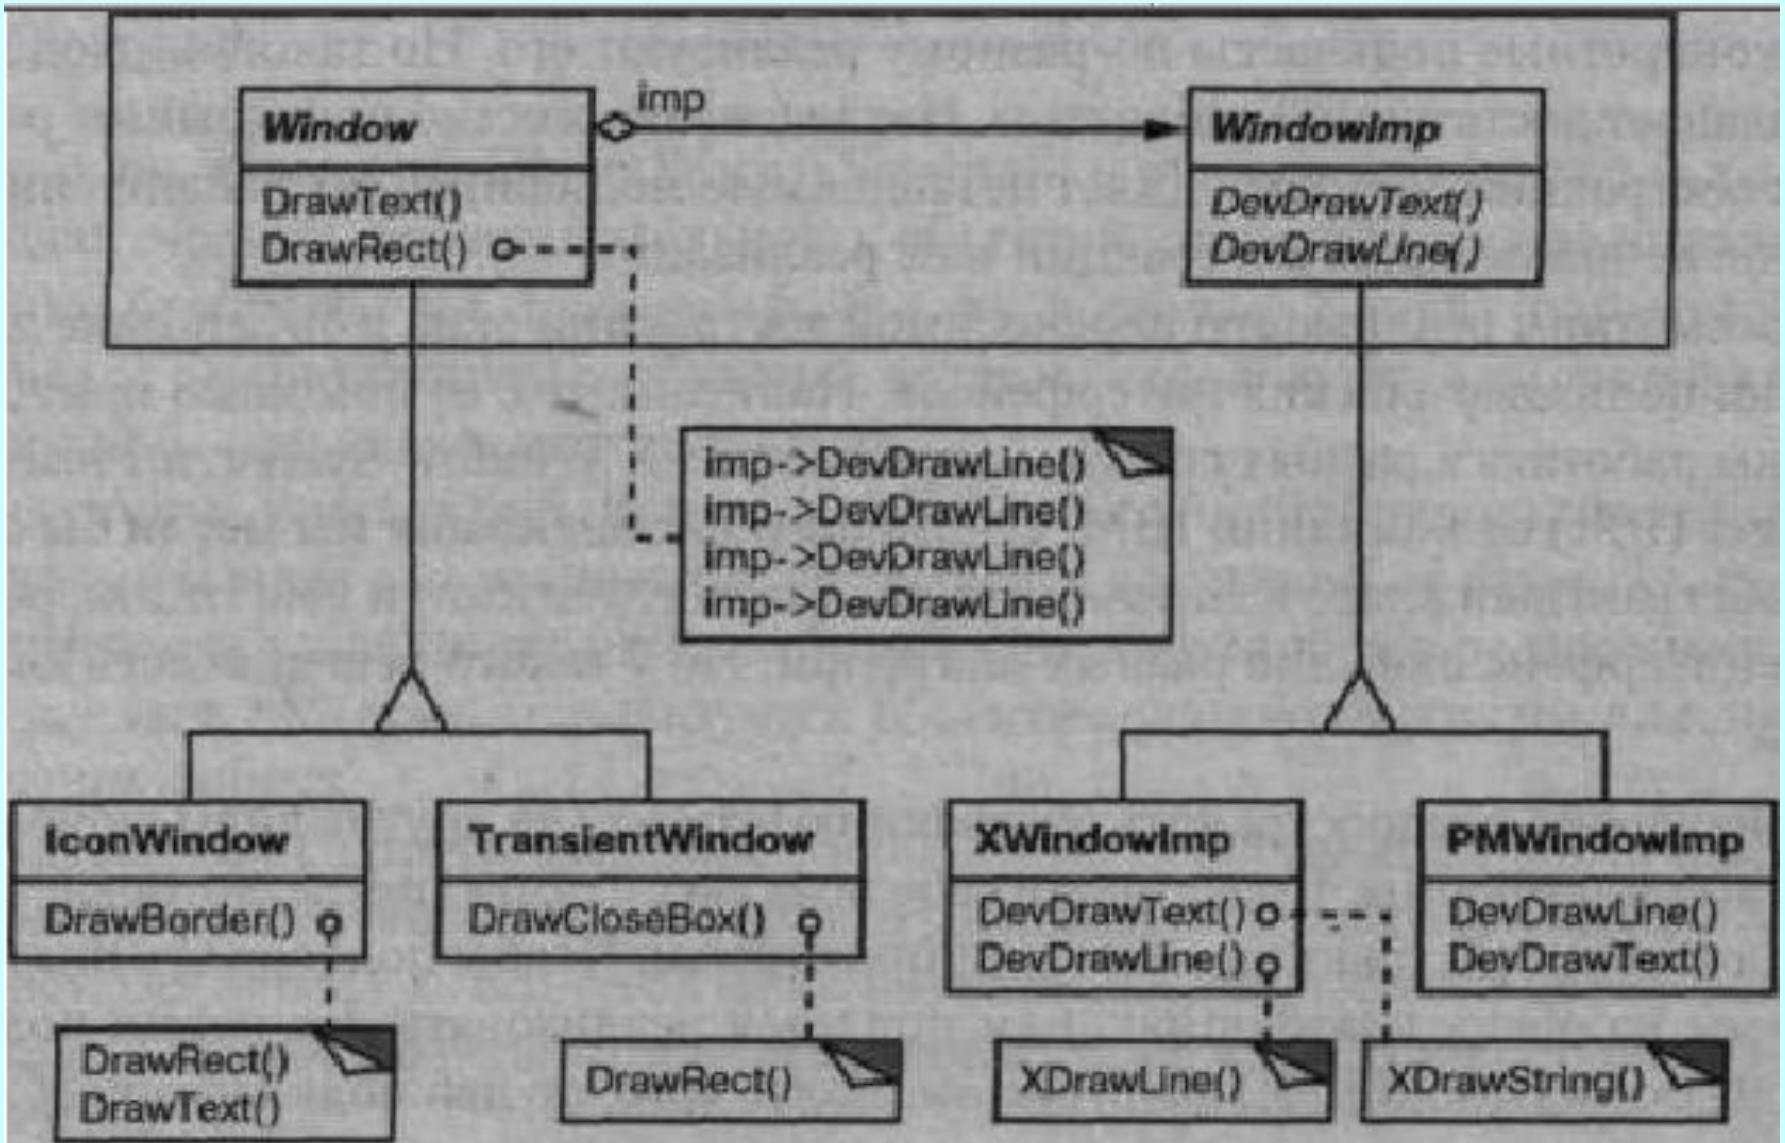 imp
Window
DrawText()
DrawRect()
WindowImp
DevDrawText()
DevDrawLine()
imp->DevDrawLine()
imp->DevDrawLine()
imp->DevDrawLine()
imp->DevDrawLine()
IconWindow
DrawBorder()
TransientWindow
DrawCloseBox()
XWindowImp
DevDrawText()
DevDrawLine()
PMWindowImp
DevDrawLine()
DevDrawText()
DrawRect()
DrawText()
DrawRect()
XDrawLine()
XDrawString()